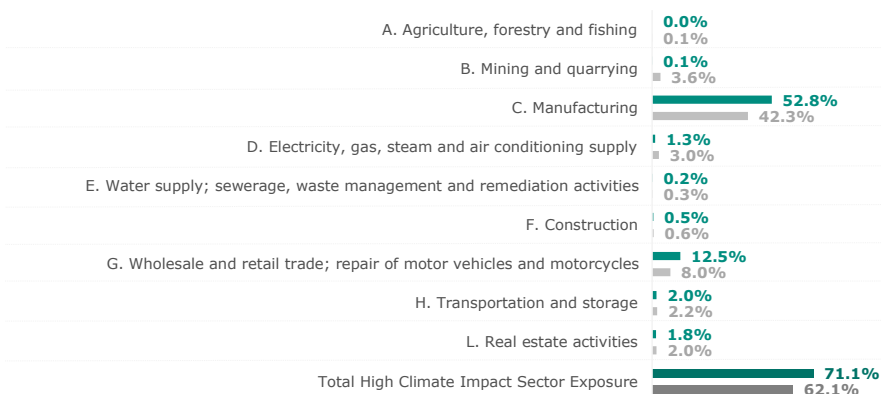 A. Agriculture, forestry and fishing
0.0%
0.1%
B. Mining and quarrying
0.1%
3.6%
C. Manufacturing
52.8%
42.3%
D. Electricity, gas, steam and air conditioning supply
1.3%
3.0%
E. Water supply; sewerage, waste management and remediation activities
0.2%
0.3%
F. Construction
0.5%
0.6%
G. Wholesale and retail trade; repair of motor vehicles and motorcycles
12.5%
8.0%
H. Transportation and storage
2.0%
2.2%
L. Real estate activities
1.8%
2.0%
Total High Climate Impact Sector Exposure
71.1%
62.1%